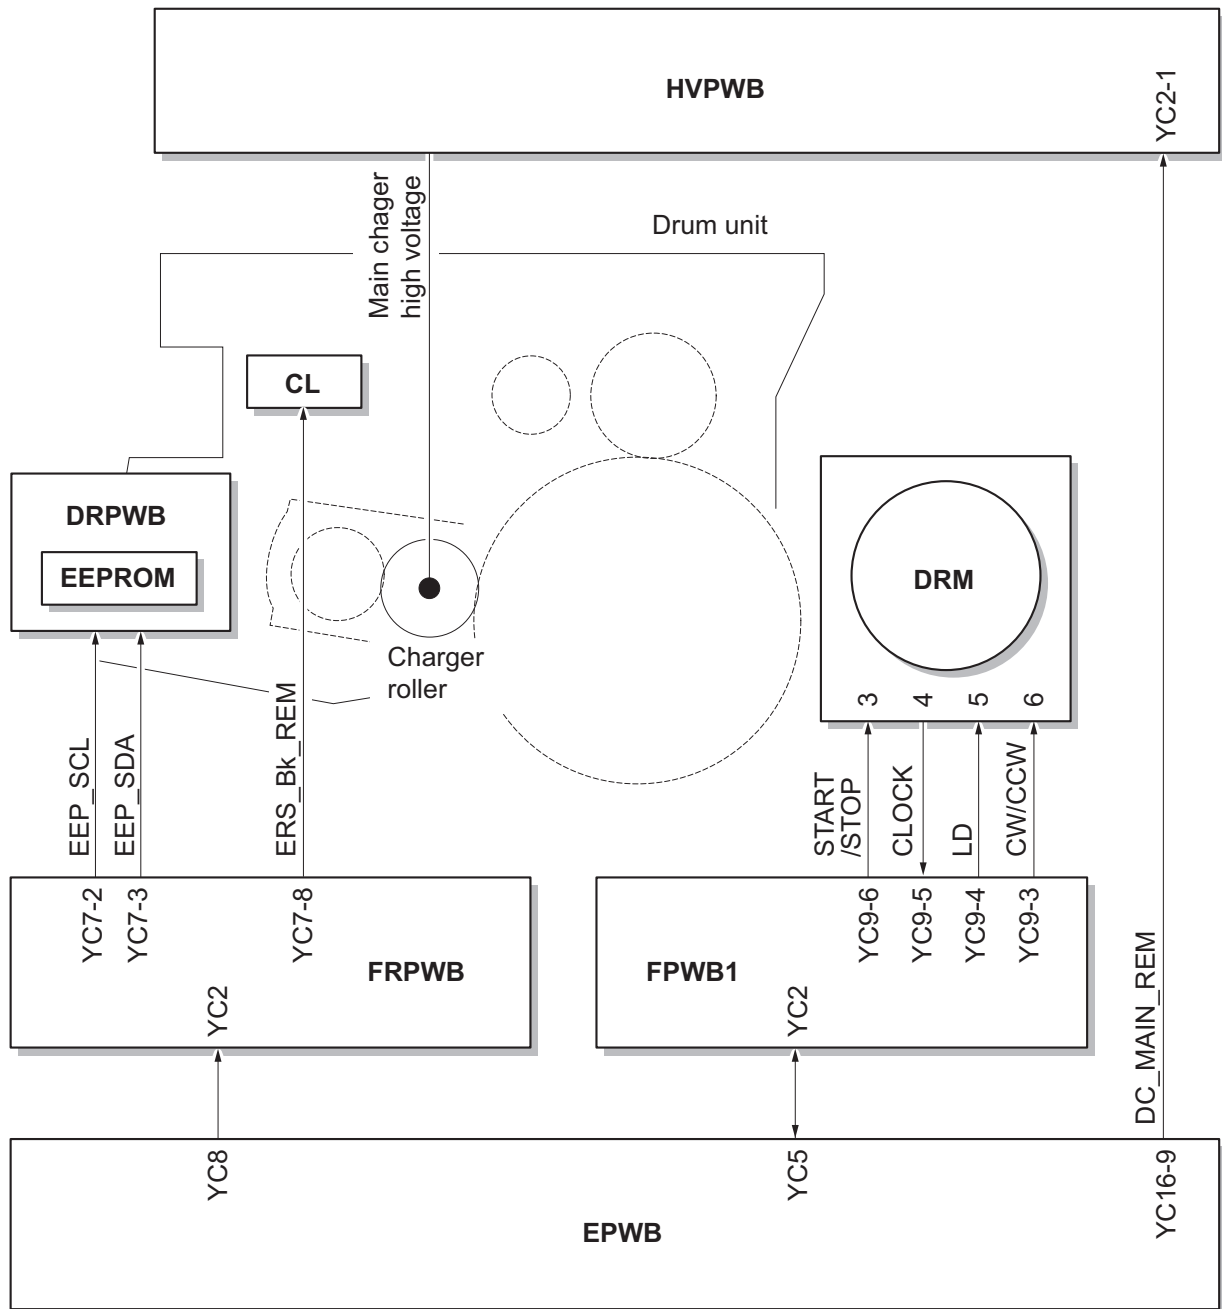 HVPWB
YC2-1
Main chager
high voltage
Drum unit
CL
DRPWB
EEPROM
DRM
Charger
roller
3
4
5
6
EEP_SCL
EEP_SDA
ERS_Bk_REM
START
/STOP
CLOCK
LD
CW/CCW
YC7-2
YC7-3
YC7-8
YC9-6
YC9-5
YC9-4
YC9-3
FRPWB
FPWB1
YC2
YC2
DC_MAIN_REM
YC8
YC5
YC16-9
EPWB